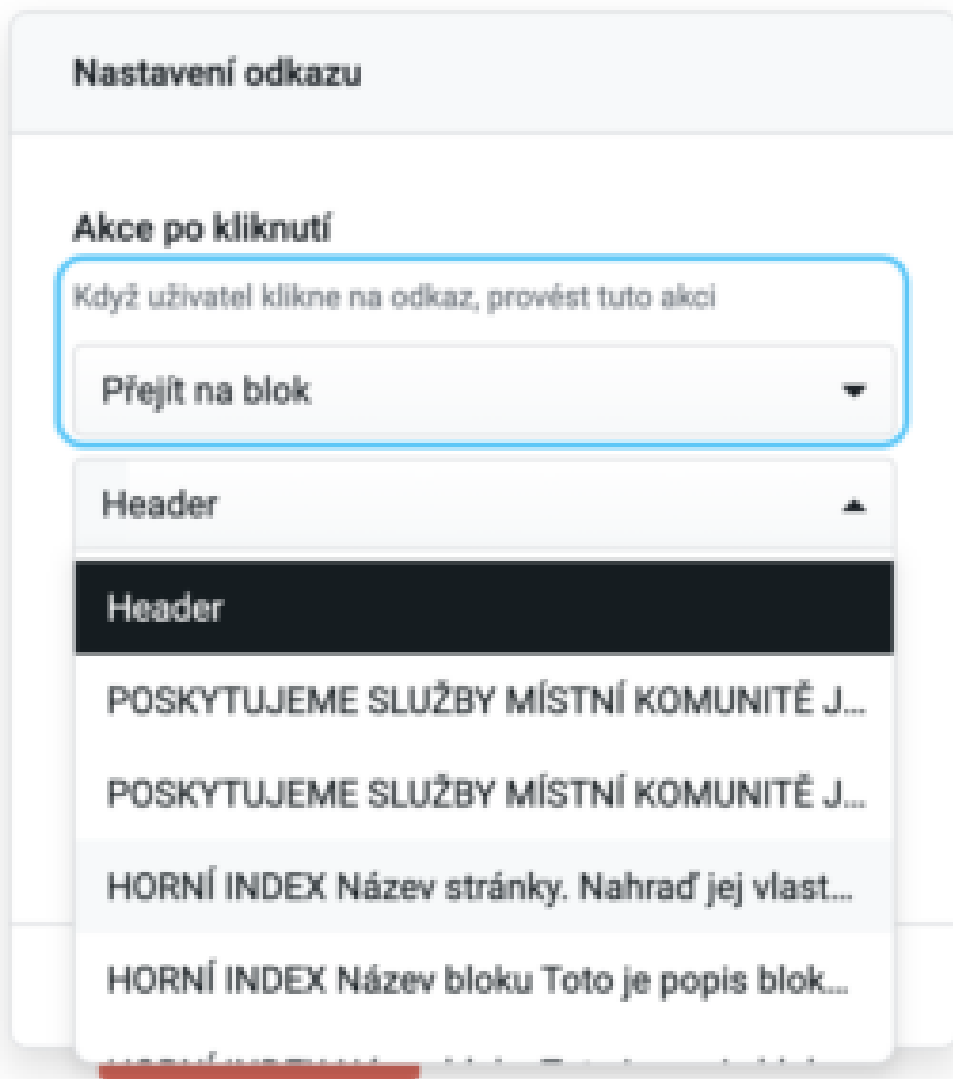 Nastavení odkazu
Akce po kliknutí
Když uživatel klikne na odkaz, provést tuto akci
Přejít na blok
Header
Header
POSKYTUJEME SLUŽBY MÍSTNÍ KOMUNITĚ J...
POSKYTUJEME SLUŽBY MÍSTNÍ KOMUNITĚ J...
HORNÍ INDEX Název stránky. Nahraď jej vlast...
HORNÍ INDEX Název bloku Toto je popis blok...